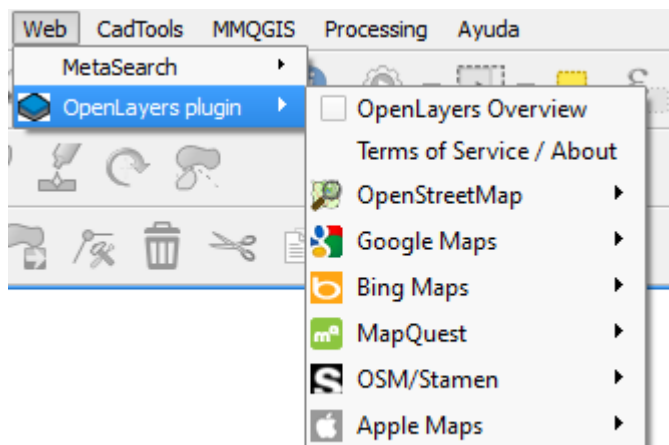 Web CadTools MMQGIS Processing Ayuda
MetaSearch
OpenLayers plugin
OpenLayers Overview
Terms of Service / About
OpenStreetMap
Google Maps
Bing Maps
MapQuest
OSM/Stamen
Apple Maps